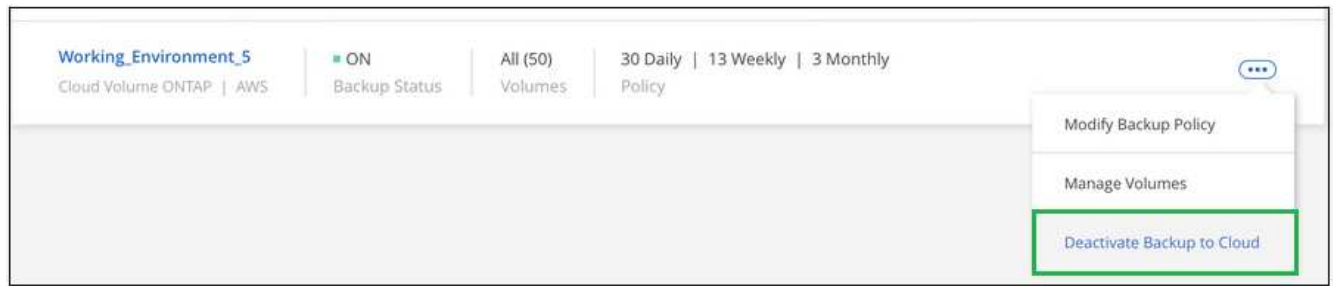 Working_Environment_5
ON
All (50)
30 Daily | 13 Weekly | 3 Monthly
Cloud Volume ONTAP | AWS
Backup Status
Volumes
Policy
Modify Backup Policy
Manage Volumes
Deactivate Backup to Cloud